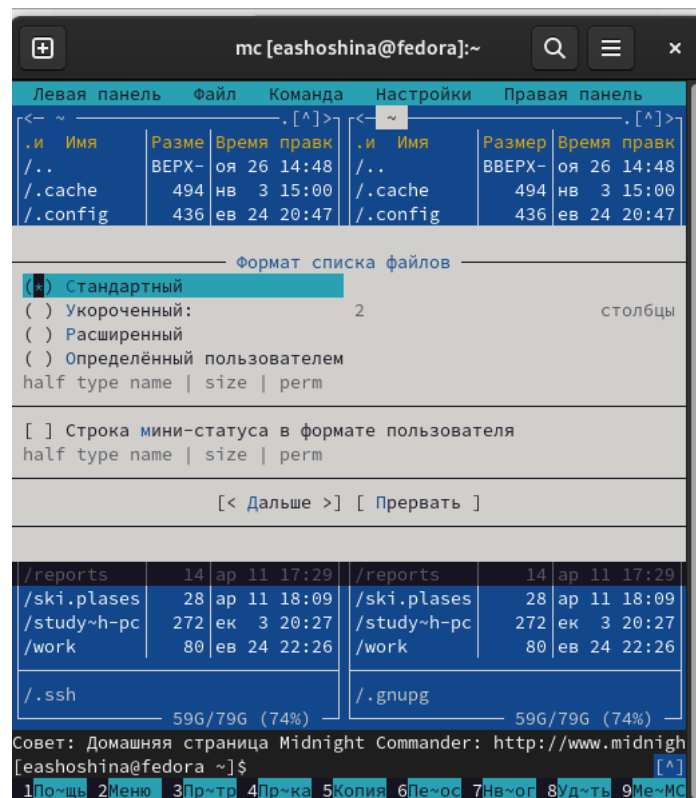 mc [eashoshina@fedora]:~
Левая панель Файл Команда Настройки Правая панель
<— ~ .[^]> <— ~ .[^]>
.и Имя Разме Время правк .и Имя Размер Время правк
/.. ВЕРХ- оя 26 14:48 /.. ВВЕРХ- оя 26 14:48
/.cache 494 нв 3 15:00 /.cache 494 нв 3 15:00
/.config 436 ев 24 20:47 /.config 436 ев 24 20:47
Формат списка файлов
(*) Стандартный
( ) Укороченный: 2 столбцы
( ) Расширенный
( ) Определённый пользователем
half type name | size | perm
[ ] Строка мини-статуса в формате пользователя
half type name | size | perm
[< Дальше >] [ Прервать ]
/reports 14 ар 11 17:29 /reports 14 ар 11 17:29
/ski.plases 28 ар 11 18:09 /ski.plases 28 ар 11 18:09
/study~h-pc 272 ек 3 20:27 /study~h-pc 272 ек 3 20:27
/work 80 ев 24 22:26 /work 80 ев 24 22:26
/.ssh /.gnupg
59G/79G (74%) 59G/79G (74%)
Совет: Домашняя страница Midnight Commander: http://www.midnigh
[eashoshina@fedora ~]$ [^]
1По~щь 2Меню 3Пр~тр 4Пр~ка 5Копия 6Пе~ос 7Нв~ог 8Уд~ть 9Ме~МС